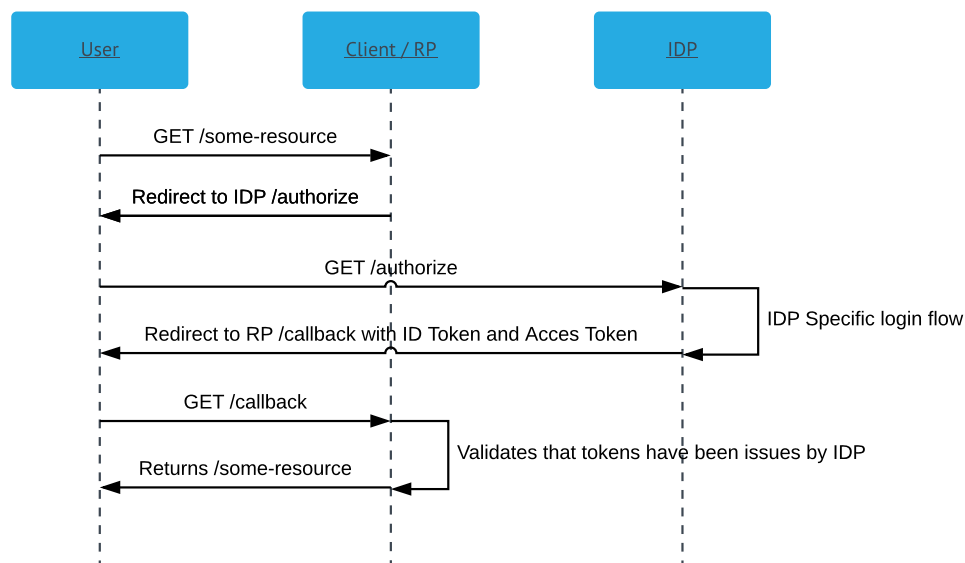 User
Client / RP
IDP
GET /some-resource
Redirect to IDP /authorize
GET /authorize
IDP Specific login flow
Redirect to RP /callback with ID Token and Acces Token
GET /callback
Validates that tokens have been issues by IDP
Returns /some-resource